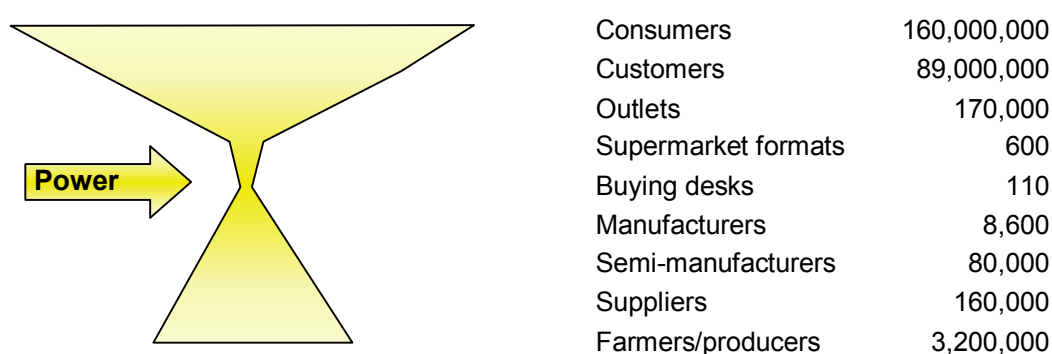 Consumers 160,000,000
Customers 89,000,000
Outlets 170,000
Supermarket formats 600
Power
Buying desks 110
Manufacturers 8,600
Semi-manufacturers 80,000
Suppliers 160,000
Farmers/producers 3,200,000